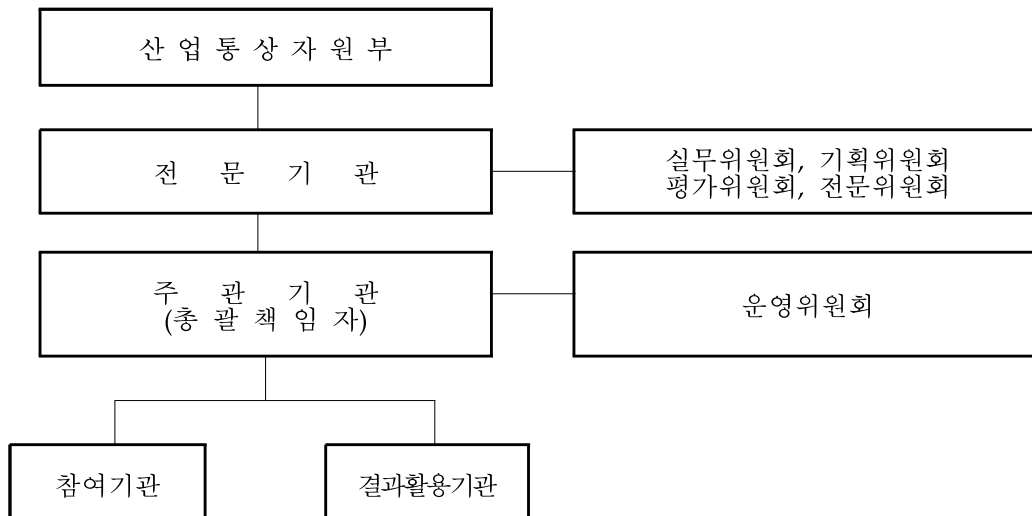 산 업 통 상 자 원 부
전 문 기 관
실무위원회, 기획위원회
평가위원회, 전문위원회
주 관 기 관
(총 괄 책 임 자)
운영위원회
참여기관
결과활용기관